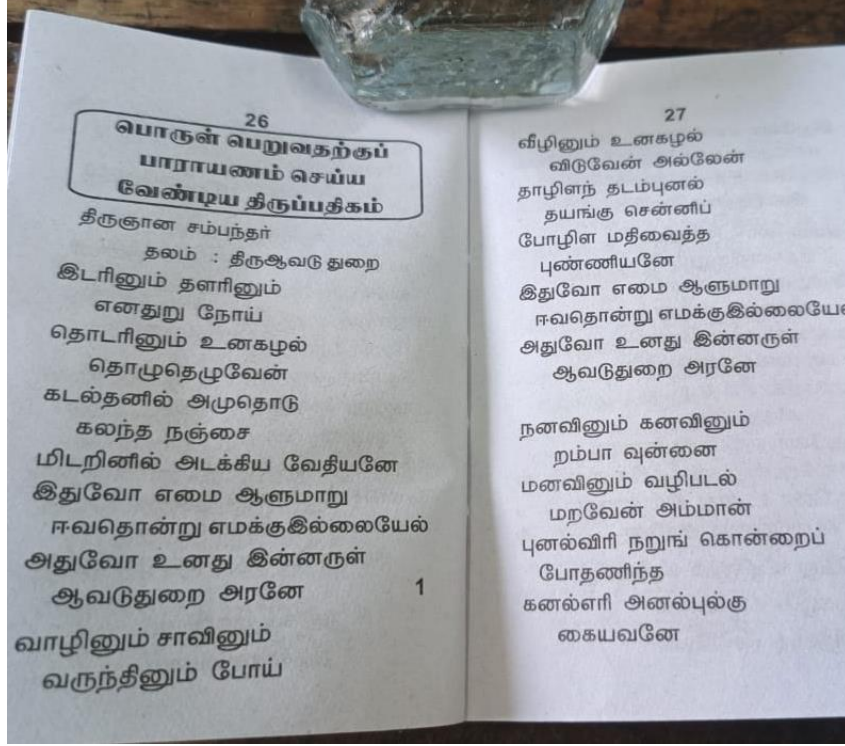 26
பொருள் பெறுவதற்குப்
பாராயணம் செய்ய
வேண்டிய திருப்பதிகம்
திருஞான சம்பந்தர்
தலம் : திருஆவடு துறை
இடரினும் தளரினும்
எனதுறு நோய்
தொடரினும் உனகழல்
தொழுதெழுவேன்
கடல்தனில் அமுதொடு
கலந்த நஞ்சை
மிடறினில் அடக்கிய வேதியனே
இதுவோ எமை ஆளுமாறு
ஈவதொன்று எமக்குஇல்லையேல்
அதுவோ உனது இன்னருள்
ஆவடுதுறை அரனே 1
வாழினும் சாவினும்
வருந்தினும் போய்
27
வீழினும் உனகழல்
விடுவேன் அல்லேன்
தாழிளந் தடம்புனல்
தயங்கு சென்னிப்
போழிள மதிவைத்த
புண்ணியனே
இதுவோ எமை ஆளுமாறு
ஈவதொன்று எமக்குஇல்லையே
அதுவோ உனது இன்னருள்
ஆவடுதுறை அரனே
நனவினும் கனவினும்
றம்பா வுன்னை
மனவினும் வழிபடல்
மறவேன் அம்மான்
புனல்விரி நறுங் கொன்றைப்
போதணிந்த
கனல்எரி அனல்புல்கு
கையவனே